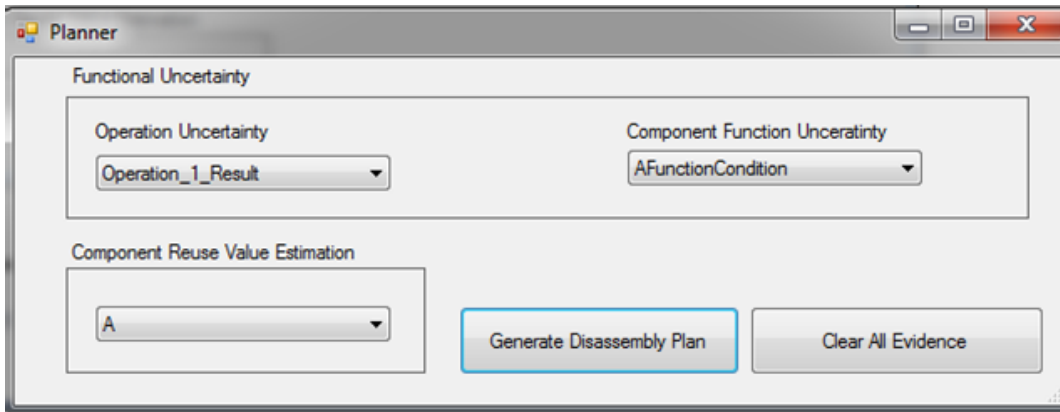 Planner
Functional Uncertainty
Operation Uncertainty
Component Function Unceratinty
Operation_1_Result
AFunctionCondition
Component Reuse Value Estimation
A
Generate Disassembly Plan
Clear All Evidence